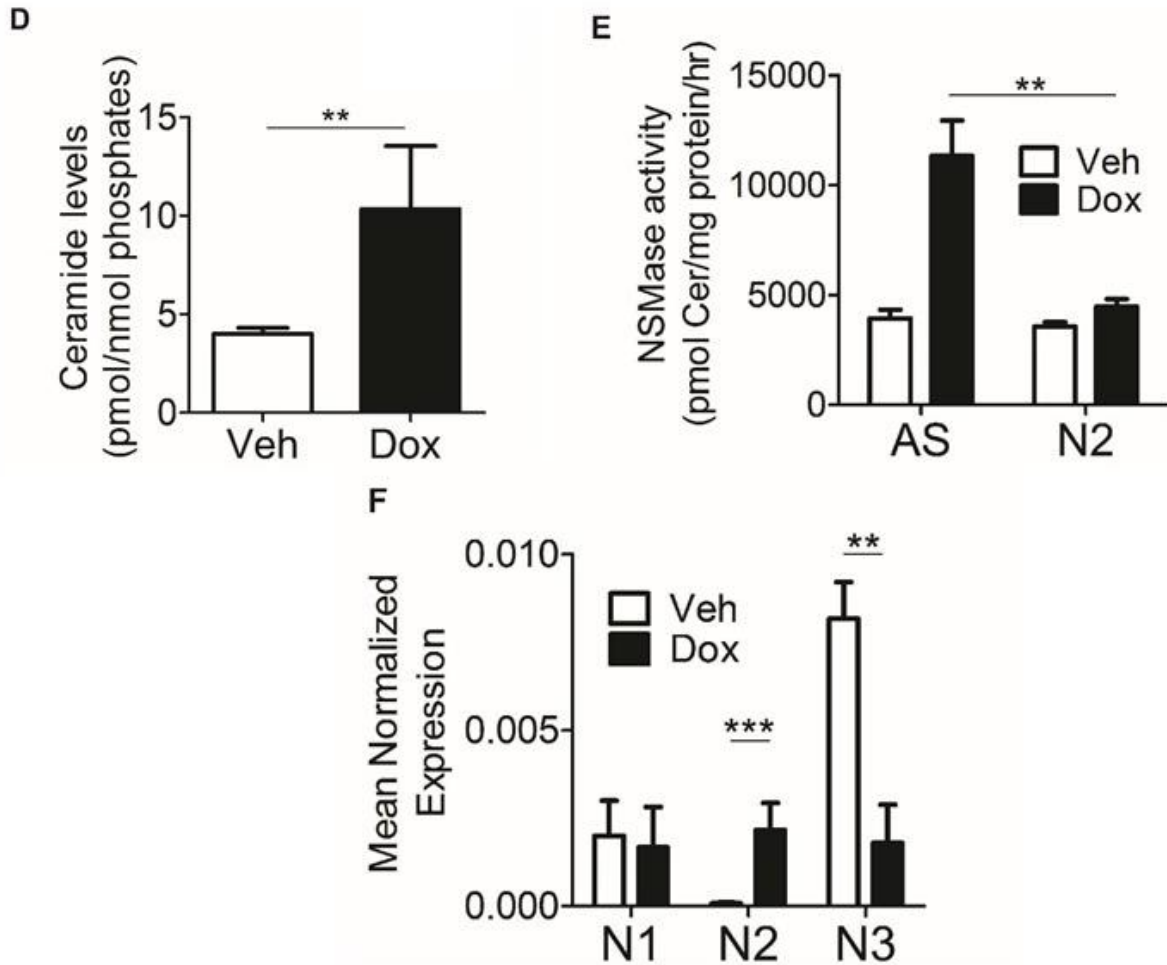 D
Ceramide levels
(pmol/nmol phosphates)
15
10
5
0
**
Veh
Dox
E
NSMase activity
(pmol Cer/mg protein/hr)
15000
10000
5000
0
**
Veh
Dox
AS
N2
F
Mean Normalized
Expression
0.010
0.005
0.000
Veh
Dox
***
**
N1
N2
N3